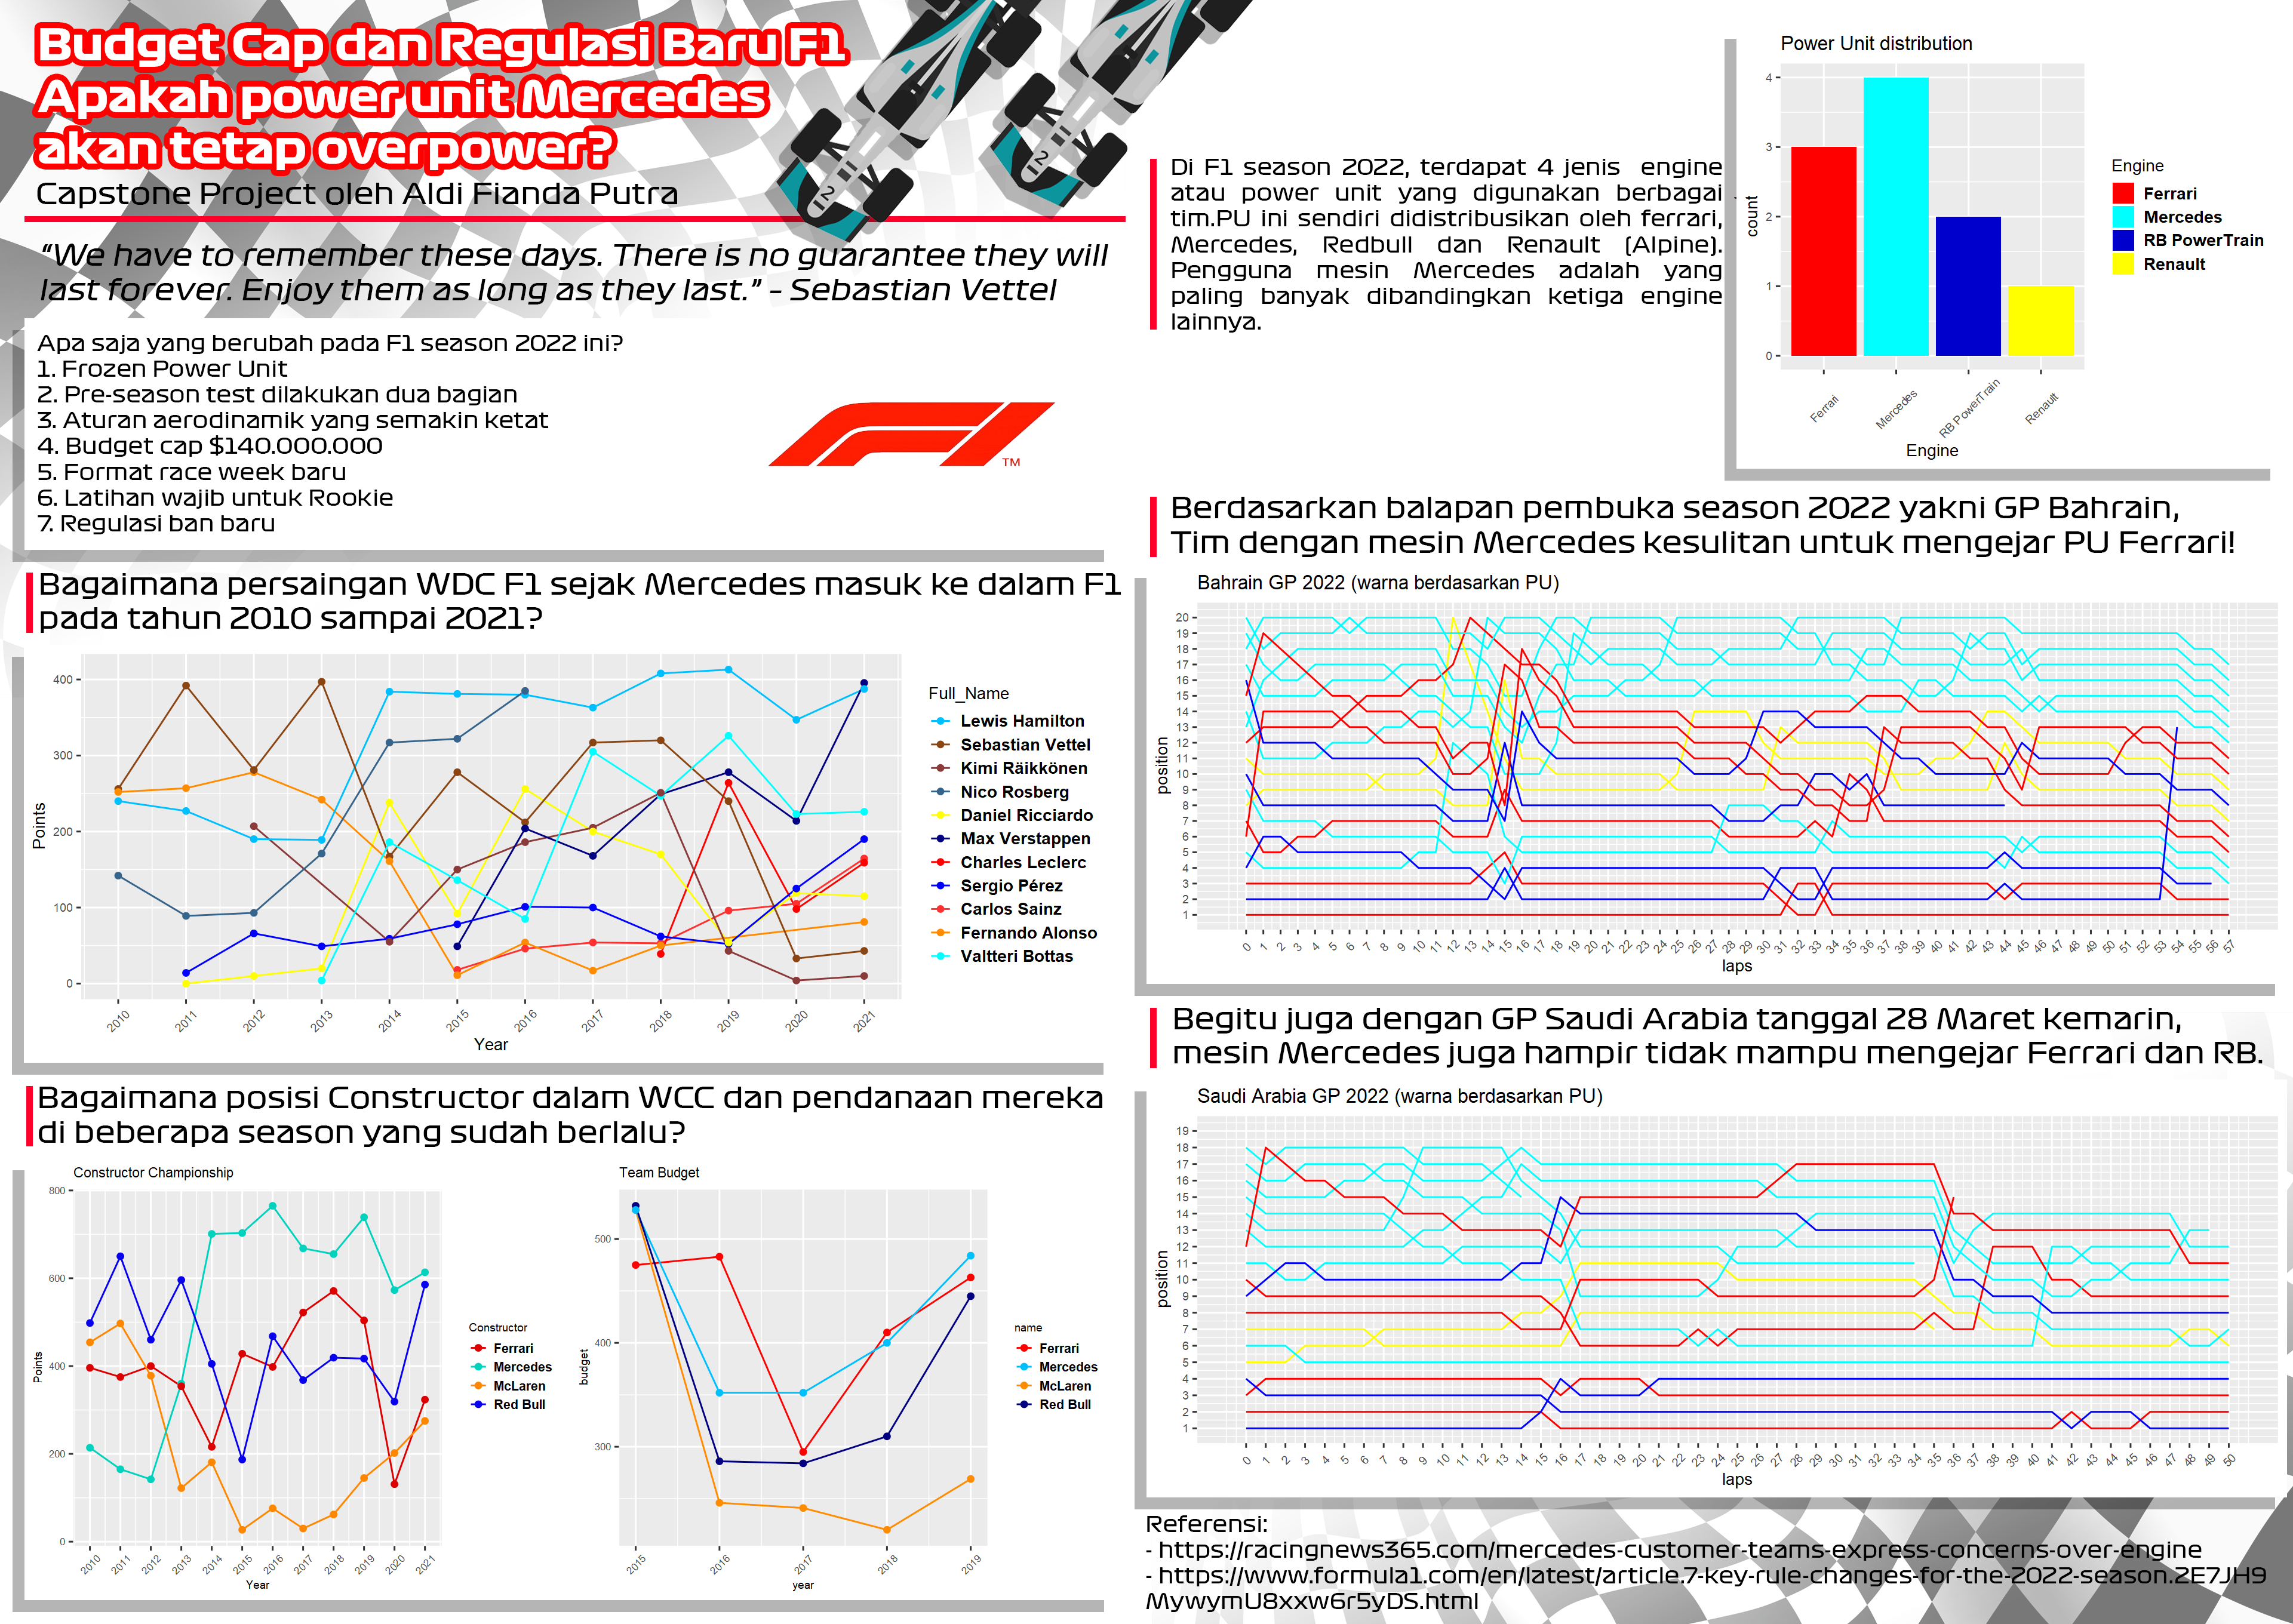 Budget Cap dan Regulasi Baru F1
Apakah power unit Mercedes
akan tetap overpower?
Capstone Project oleh Aldi Fianda Putra
“We have to remember these days. There is no guarantee they will
last forever. Enjoy them as long as they last.” - Sebastian Vettel
Apa saja yang berubah pada F1 season 2022 ini?
1. Frozen Power Unit
2. Pre-season test dilakukan dua bagian
3. Aturan aerodinamik yang semakin ketat
4. Budget cap $140.000.000
5. Format race week baru
6. Latihan wajib untuk Rookie
7. Regulasi ban baru
F1 TM
2
2
Bagaimana persaingan WDC F1 sejak Mercedes masuk ke dalam F1
pada tahun 2010 sampai 2021?
Points
400
300
200
100
0
2010 2011 2012 2013 2014 2015 2016 2017 2018 2019 2020 2021
Year
Full_Name
Lewis Hamilton
Sebastian Vettel
Kimi Räikkönen
Nico Rosberg
Daniel Ricciardo
Max Verstappen
Charles Leclerc
Sergio Pérez
Carlos Sainz
Fernando Alonso
Valtteri Bottas
Bagaimana posisi Constructor dalam WCC dan pendanaan mereka
di beberapa season yang sudah berlalu?
Constructor Championship
Points
800
600
400
200
0
2010 2011 2012 2013 2014 2015 2016 2017 2018 2019 2020 2021
Year
Constructor
Ferrari
Mercedes
McLaren
Red Bull
Team Budget
budget
500
400
300
2015 2016 2017 2018 2019
year
name
Ferrari
Mercedes
McLaren
Red Bull
Di F1 season 2022, terdapat 4 jenis engine
atau power unit yang digunakan berbagai
tim.PU ini sendiri didistribusikan oleh ferrari,
Mercedes, Redbull dan Renault (Alpine).
Pengguna mesin Mercedes adalah yang
paling banyak dibandingkan ketiga engine
lainnya.
Power Unit distribution
count
4
3
2
1
0
Ferrari Mercedes RB PowerTrain Renault
Engine
Engine
Ferrari
Mercedes
RB PowerTrain
Renault
Berdasarkan balapan pembuka season 2022 yakni GP Bahrain,
Tim dengan mesin Mercedes kesulitan untuk mengejar PU Ferrari!
Bahrain GP 2022 (warna berdasarkan PU)
position
20
19
18
17
16
15
14
13
12
11
10
9
8
7
6
5
4
3
2
1
0 1 2 3 4 5 6 7 8 9 10 11 12 13 14 15 16 17 18 19 20 21 22 23 24 25 26 27 28 29 30 31 32 33 34 35 36 37 38 39 40 41 42 43 44 45 46 47 48 49 50 51 52 53 54 55 56 57
laps
Begitu juga dengan GP Saudi Arabia tanggal 28 Maret kemarin,
mesin Mercedes juga hampir tidak mampu mengejar Ferrari dan RB.
Saudi Arabia GP 2022 (warna berdasarkan PU)
position
19
18
17
16
15
14
13
12
11
10
9
8
7
6
5
4
3
2
1
0 1 2 3 4 5 6 7 8 9 10 11 12 13 14 15 16 17 18 19 20 21 22 23 24 25 26 27 28 29 30 31 32 33 34 35 36 37 38 39 40 41 42 43 44 45 46 47 48 49 50
laps
Referensi:
- https://racingnews365.com/mercedes-customer-teams-express-concerns-over-engine
- https://www.formula1.com/en/latest/article.7-key-rule-changes-for-the-2022-season.2E7JH9
MywymU8xxw6r5yDS.html